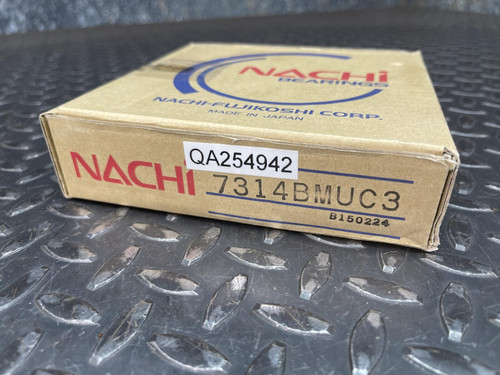 NACHI
BEARINGS
NACHI-FUJIKOSHI CORP.
MADE IN JAPAN
QA254942
NACHI 7314BMUC3
B150224